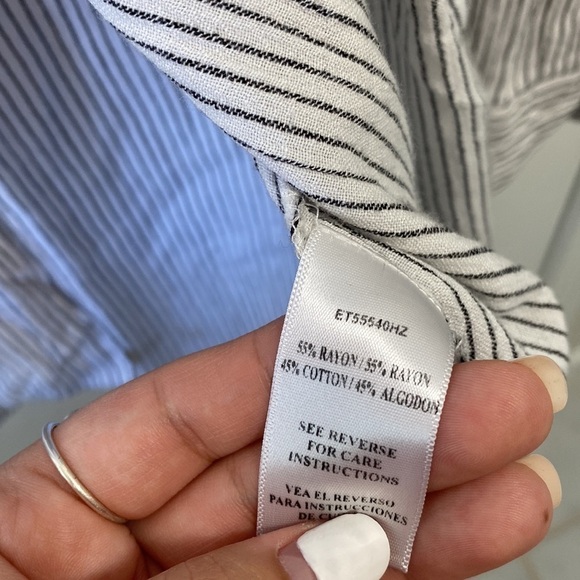 ET55540HZ
55% RAYON / 55% RAYON
45% COTTON / 45% ALGODON
SEE REVERSE
FOR CARE
INSTRUCTIONS
VEA EL REVERSO
PARA INSTRUCCIONES
DE